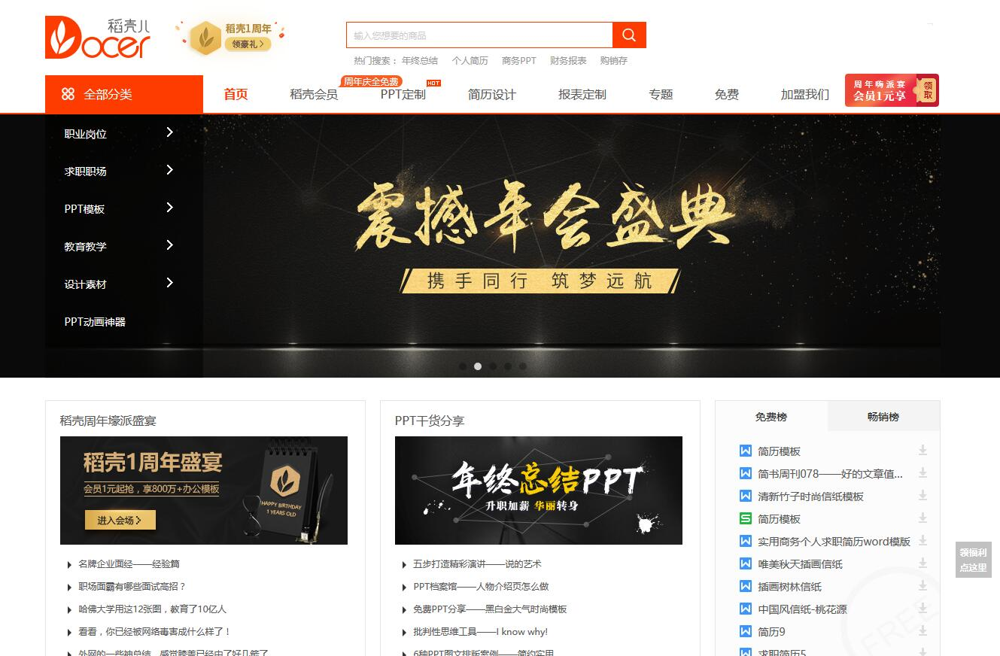 稻壳儿
Docer
稻壳1周年
领豪礼>
输入您想要的商品
热门搜索： 年终总结 个人简历 商务PPT 财务报表 购销存
全部分类
首页
稻壳会员
周年庆全免费
PPT定制
HOT
简历设计
报表定制
专题
免费
加盟我们
周年嗨派宴
会员1元享
领取
职业岗位
求职职场
PPT模板
教育教学
设计素材
PPT动画神器
震撼年会盛典
携手同行 筑梦远航
稻壳周年壕派盛宴
稻壳1周年盛宴
会员1元起抢，享800万+办公模板
进入会场>
HAPPY BIRTHDAY
1 YEARS OLD
名牌企业面经——经验篇
职场面霸有哪些面试高招？
哈佛大学用这12张图，教育了10亿人
看看，你已经被网络毒害成什么样了！
外网的一些神总结，感觉膝盖已经中了好几箭了
PPT干货分享
年终总结PPT
升职加薪 华丽转身
五步打造精彩演讲——说的艺术
PPT档案馆——人物介绍页怎么做
免费PPT分享——黑白金大气时尚模板
批判性思维工具——I know why!
6种PPT图文排版案例——简约实用
免费榜
畅销榜
简历模板
简书周刊078——好的文章值...
清新竹子时尚信纸模板
简历模板
实用商务个人求职简历word模版
唯美秋天插画信纸
插画树林信纸
中国风信纸-桃花源
简历9
求职简历5
FREE
领福利
点这里